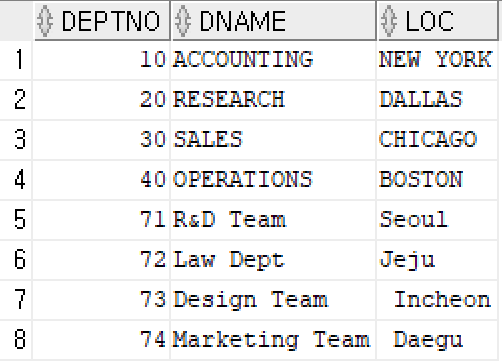 DEPTNO DNAME LOC
1 10 ACCOUNTING NEW YORK
2 20 RESEARCH DALLAS
3 30 SALES CHICAGO
4 40 OPERATIONS BOSTON
5 71 R&D Team Seoul
6 72 Law Dept Jeju
7 73 Design Team Incheon
8 74 Marketing Team Daegu